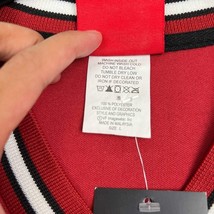 WASH INSIDE OUT
MACHINE WASH COLD
DO NOT BLEACH
TUMBLE DRY LOW
DO NOT DRY CLEAN OR
IRON IF DECORATED
100% POLYESTER
EXCLUSIVE OF DECORATION
STYLE AND GRAPHICS
MADE IN MALAYSIA
SIZE: L